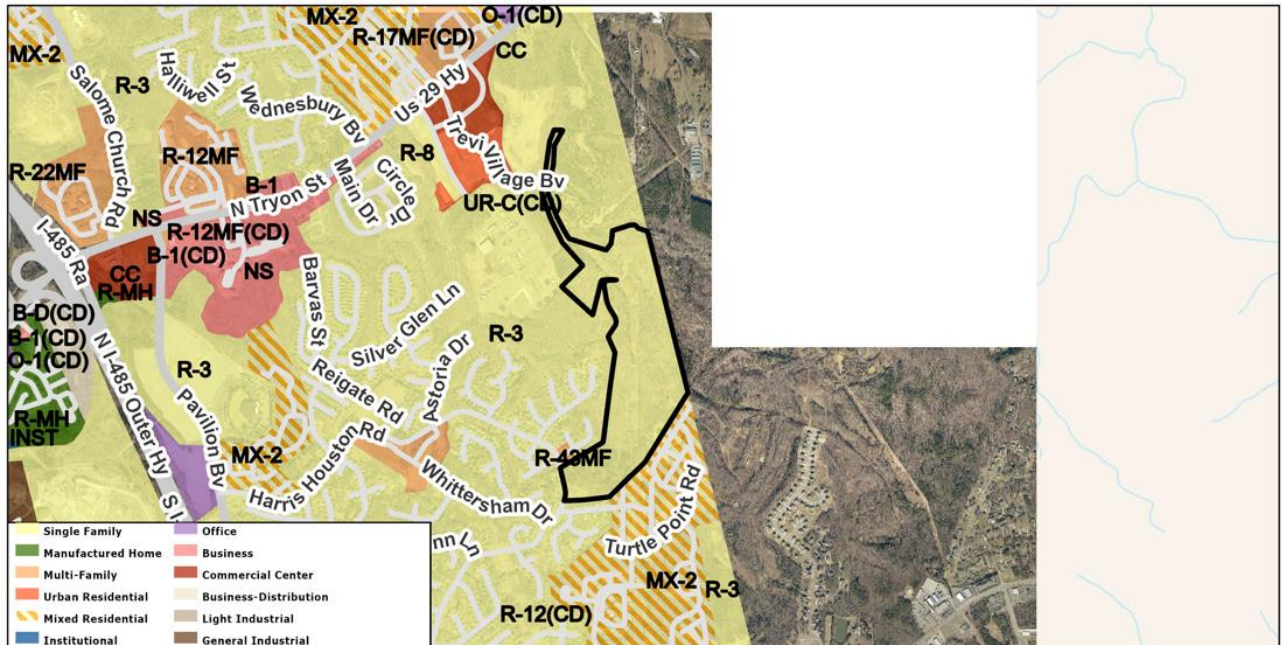 MX-2
O-1(CD)
MX-2
R-17MF(CD)
CC
R-3
Salome Church Rd
Halliwell St
Wednesbury Bv
Us 29 Hy
Trevi Village Bv
R-12MF
R-22MF
R-8
B-1
N Tryon St
Main Dr
Circle Dr
UR-C(CD)
NS
R-12MF(CD)
B-1(CD)
I-485 Ra
CC
NS
R-MH
B-D(CD)
B-1(CD)
O-1(CD)
Barvas St
Silver Glen Ln
R-3
N I-485 Outer Hy
R-3
Reigate Rd
Astoria Dr
Pavilion Bv
R-MH
INST
MX-2
Harris Houston Rd
R-43MF
Whittersham Dr
Turtle Point Rd
S I-
nn Ln
MX-2
R-3
R-12(CD)
Single Family
Office
Manufactured Home
Business
Multi-Family
Commercial Center
Urban Residential
Business-Distribution
Mixed Residential
Light Industrial
Institutional
General Industrial